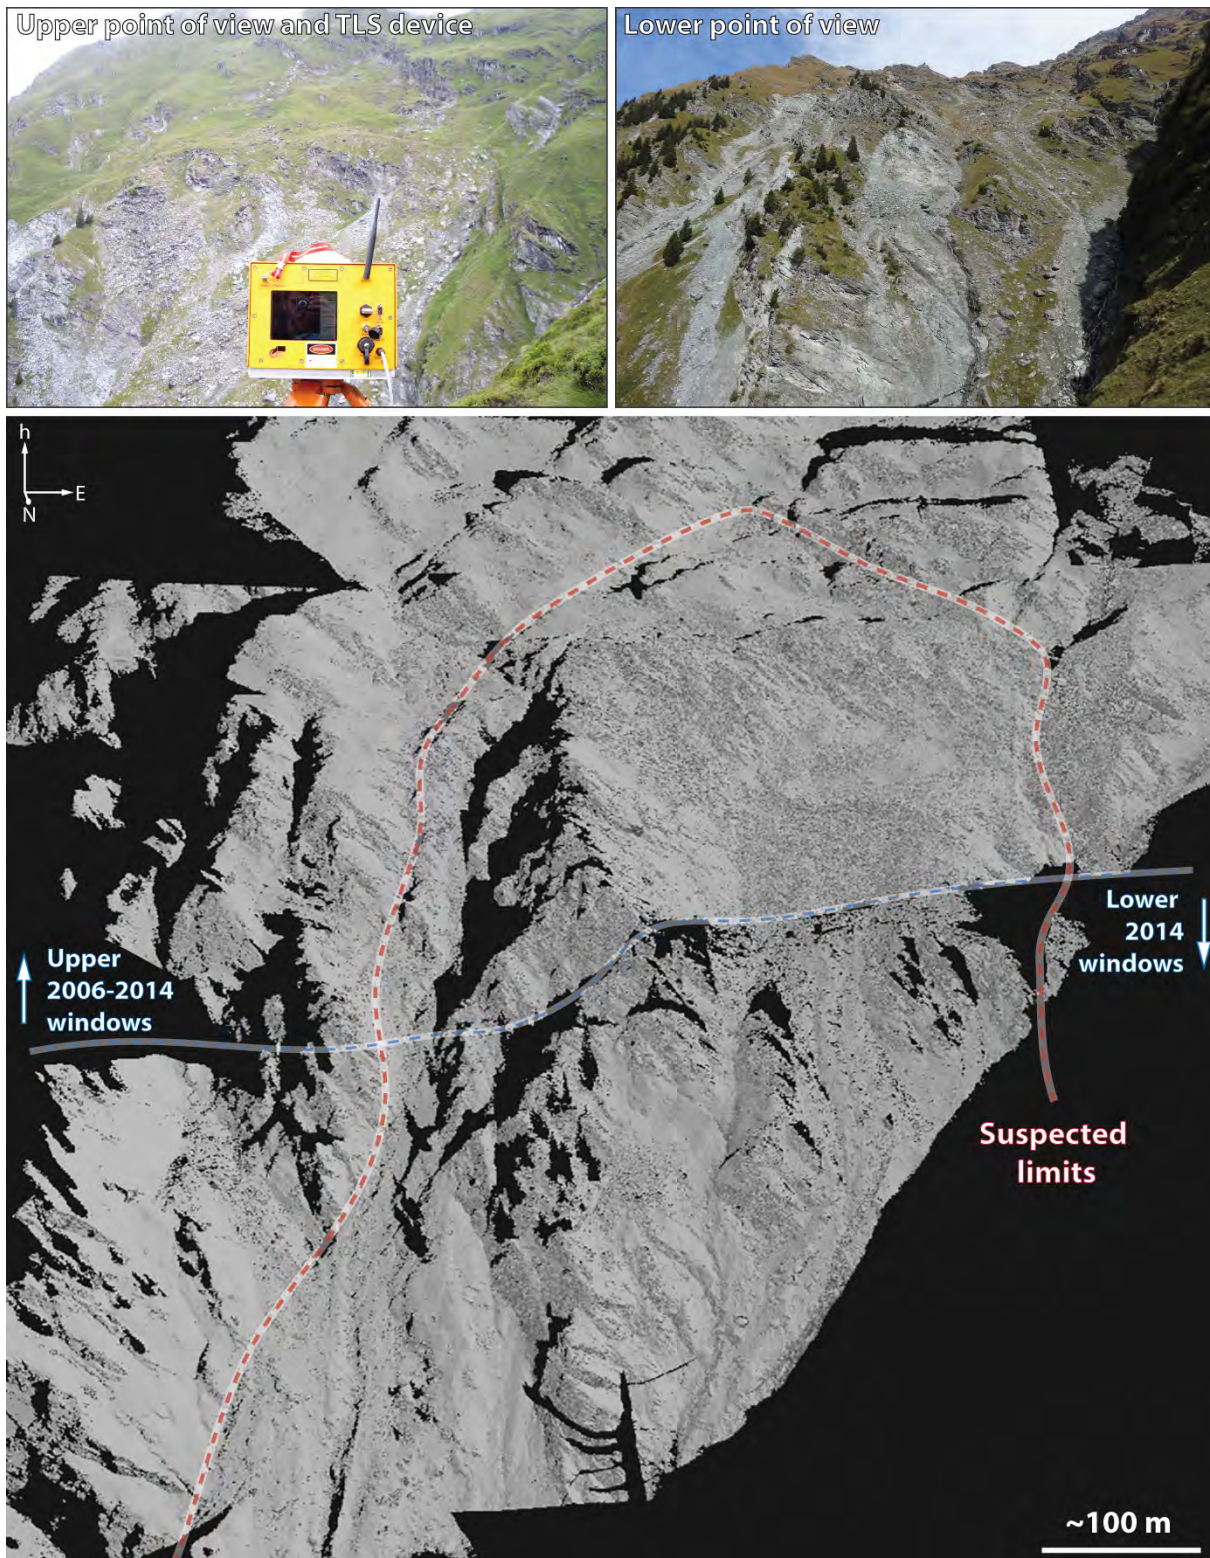 Upper point of view and TLS device
Lower point of view
h
E
N
Upper
2006-2014
windows
Lower
2014
windows
Suspected
limits
~100 m